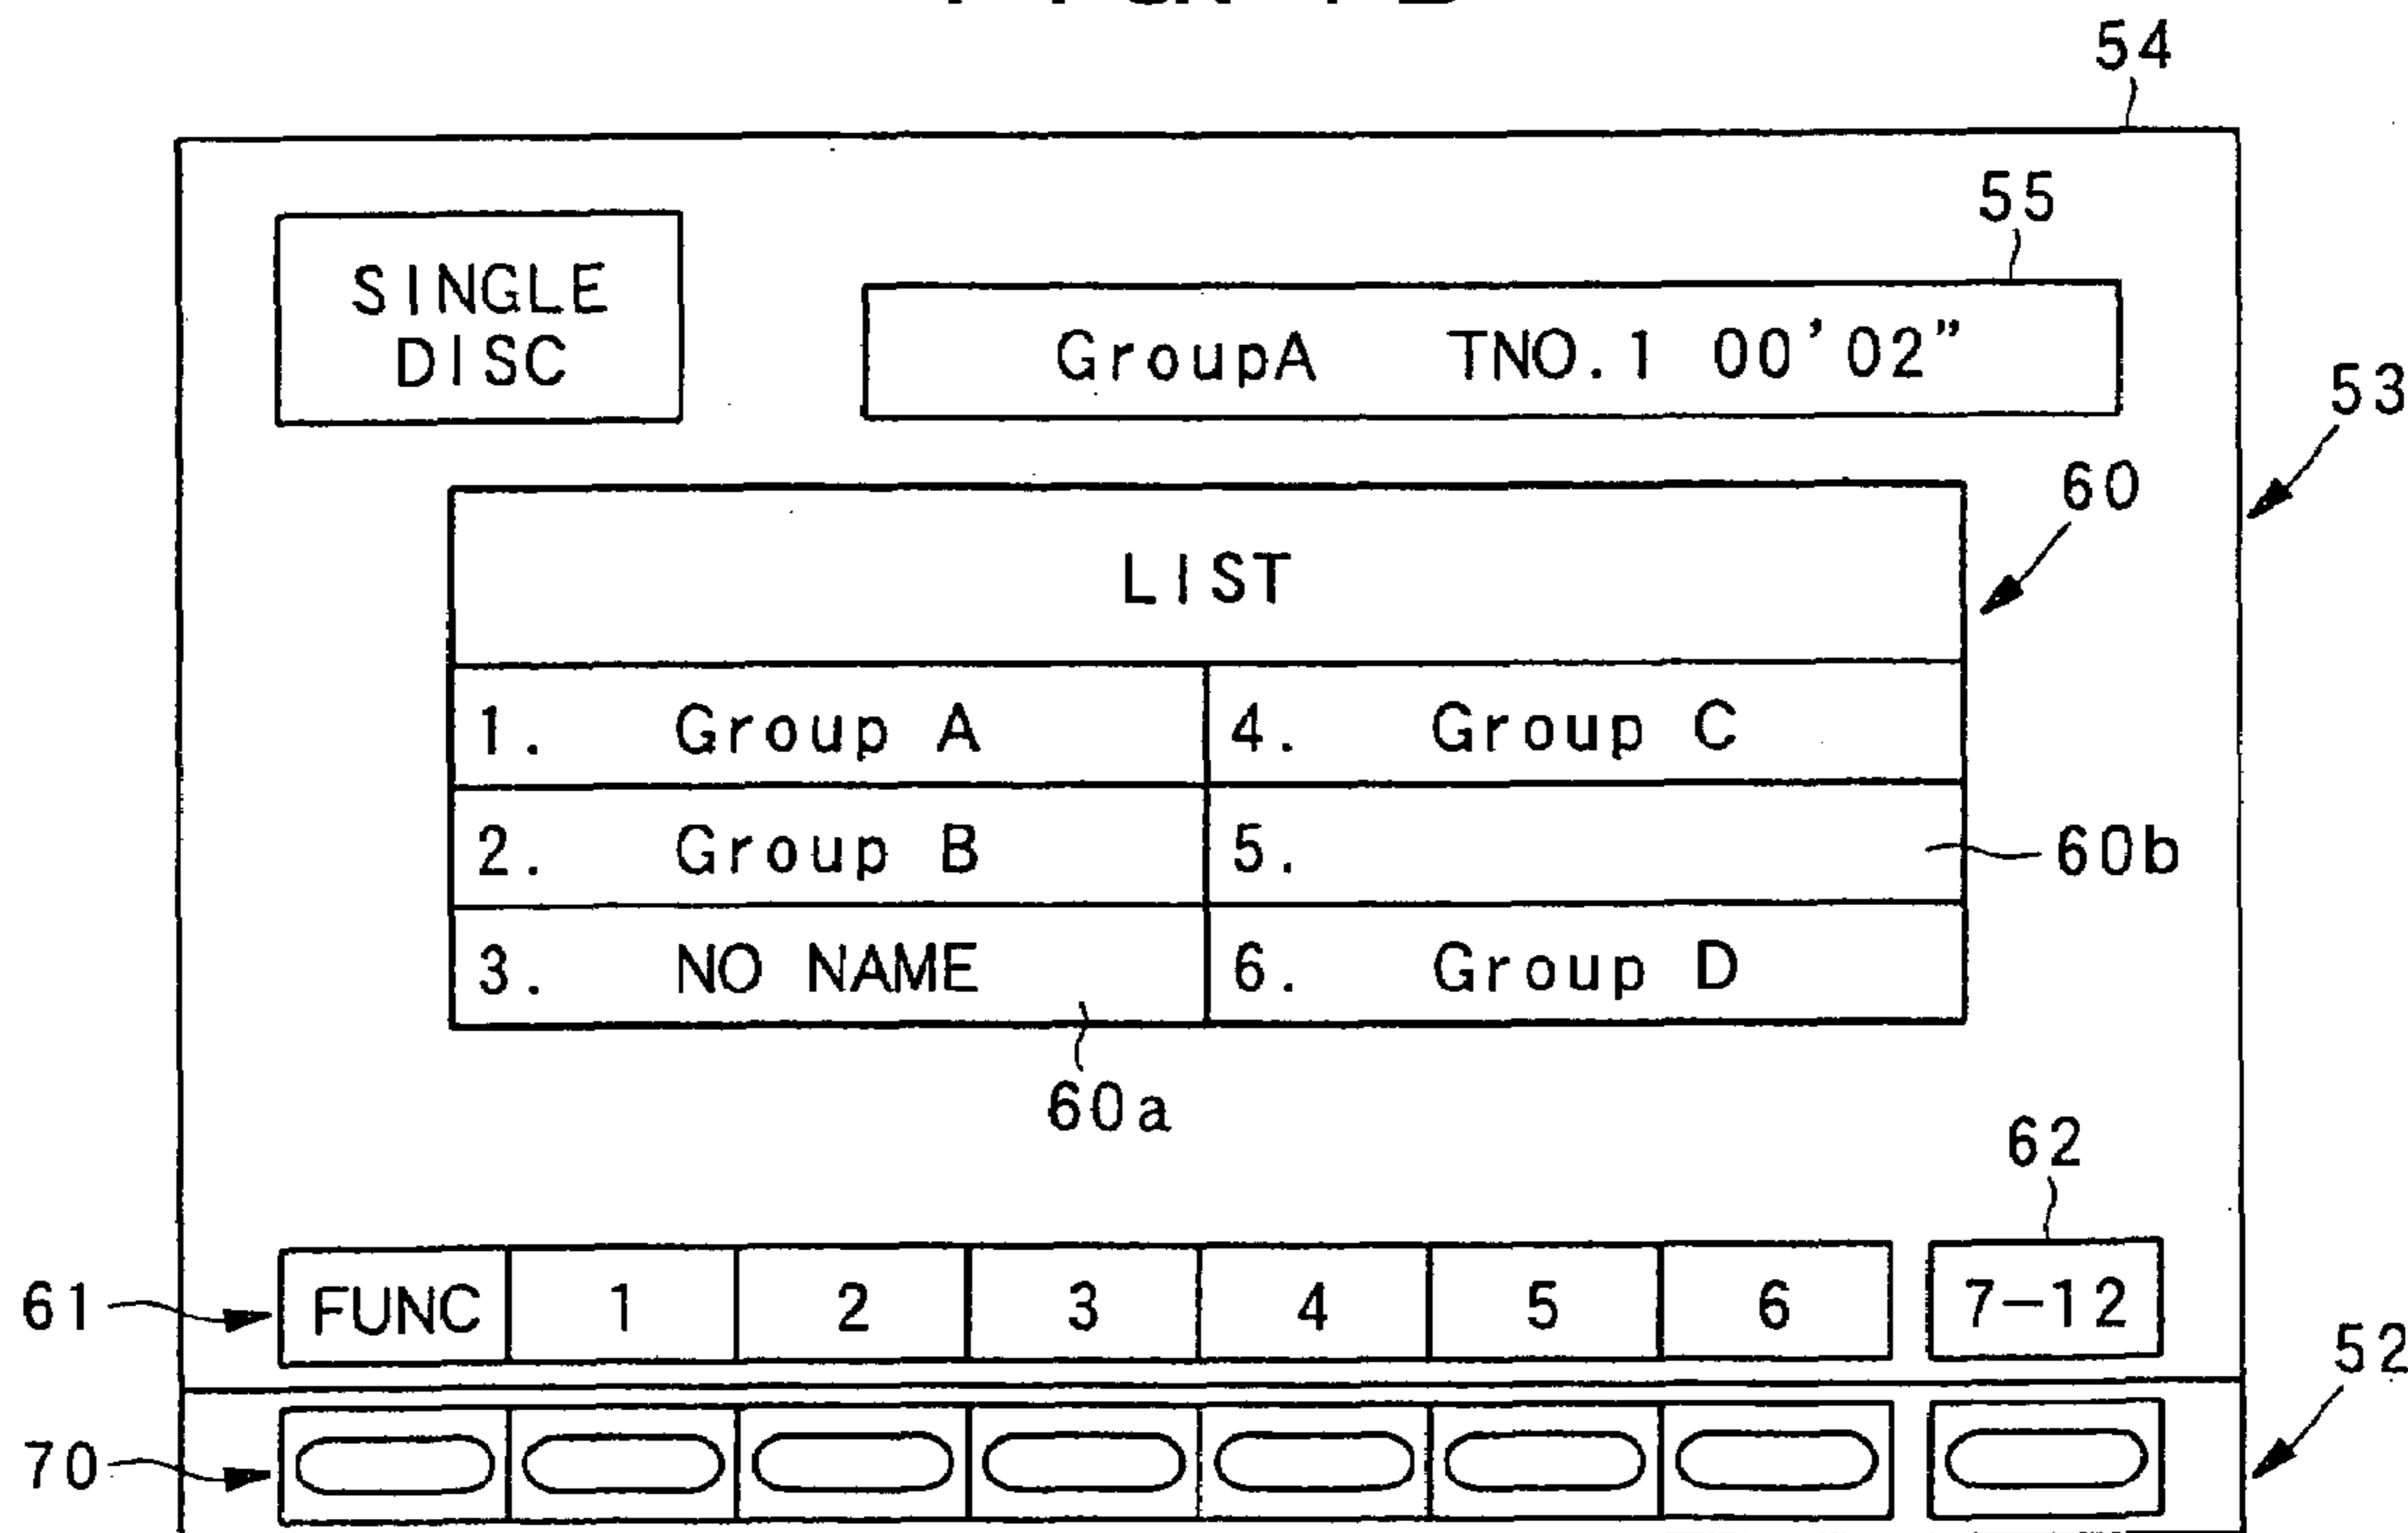 54
55
SINGLE
DISC
GroupA TNO.1 00'02"
53
60
LIST
1. Group A 4. Group C
2. Group B 5.
60b
3. NO NAME 6. Group D
60a
62
61
FUNC 1 2 3 4 5 6 7-12
52
70